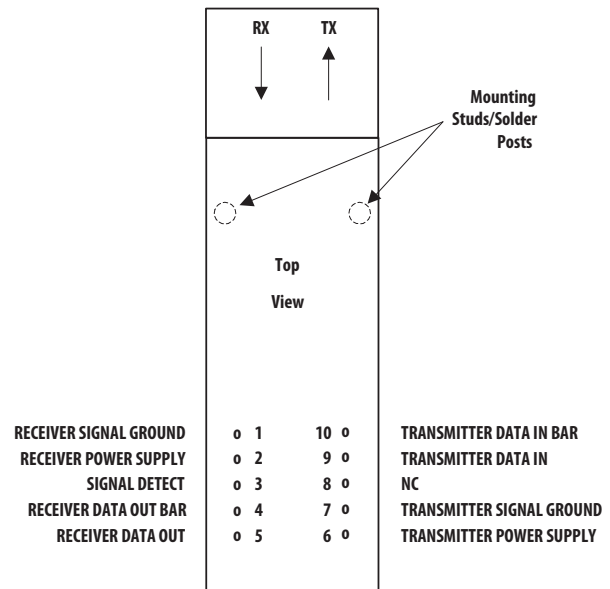 RX TX
Mounting
Studs/Solder
Posts
Top
View
RECEIVER SIGNAL GROUND o 1 10 o TRANSMITTER DATA IN BAR
RECEIVER POWER SUPPLY o 2 9 o TRANSMITTER DATA IN
SIGNAL DETECT o 3 8 o NC
RECEIVER DATA OUT BAR o 4 7 o TRANSMITTER SIGNAL GROUND
RECEIVER DATA OUT o 5 6 o TRANSMITTER POWER SUPPLY